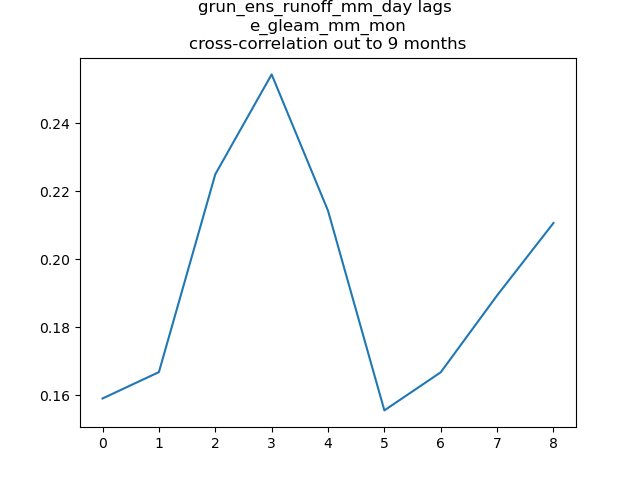 grun_ens_runoff_mm_day lags
e_gleam_mm_mon
cross-correlation out to 9 months
0.24
0.22
0.20
0.18
0.16
0 1 2 3 4 5 6 7 8